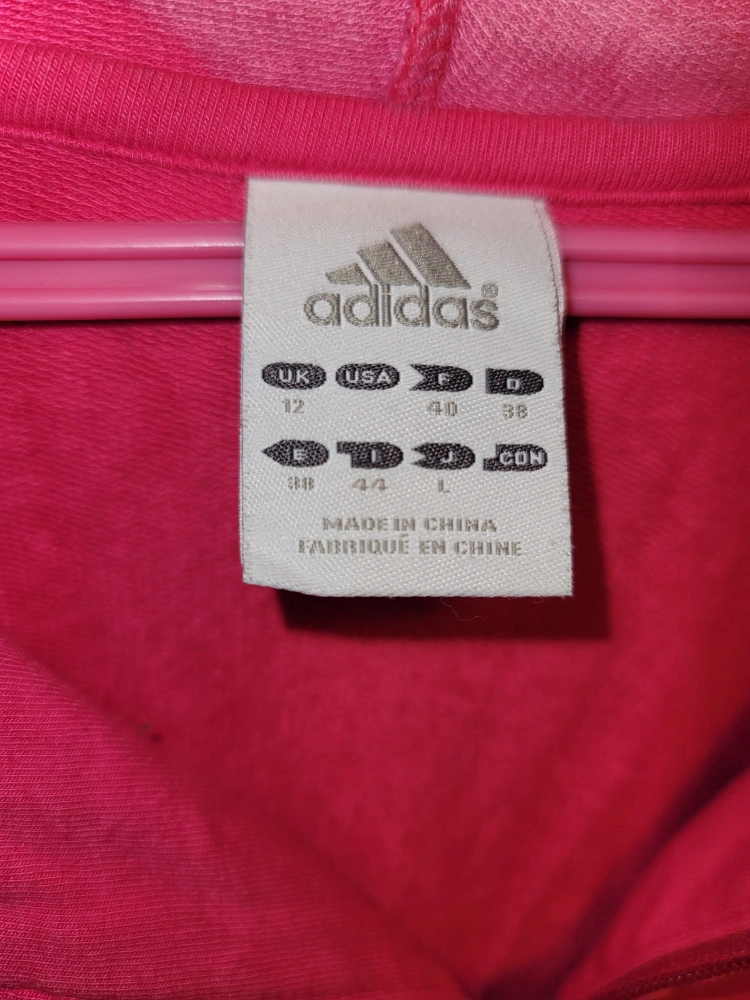 adidas®
UK USA F D
12 40 38
E I J CON
38 44 L
MADE IN CHINA
FABRIQUÉ EN CHINE